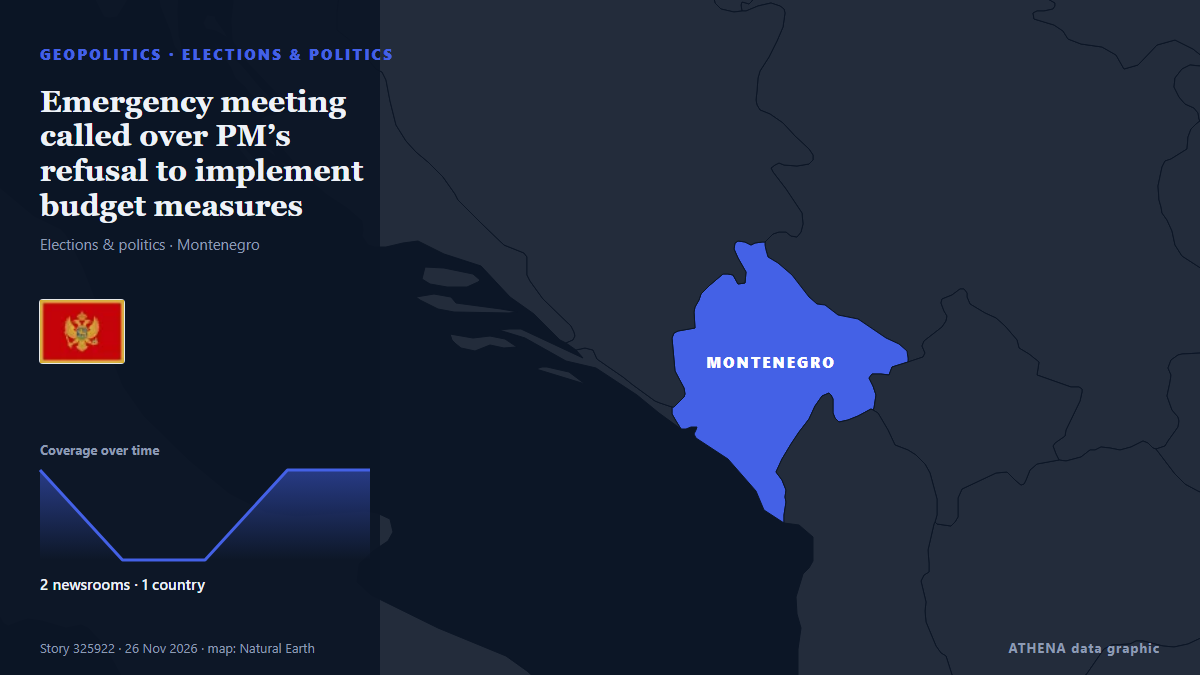 GEOPOLITICS · ELECTIONS & POLITICS
Emergency meeting
called over PM’s
refusal to implement
budget measures
Elections & politics · Montenegro
MONTENEGRO
Coverage over time
2 newsrooms · 1 country
Story 325922 · 26 Nov 2026 · map: Natural Earth
ATHENA data graphic